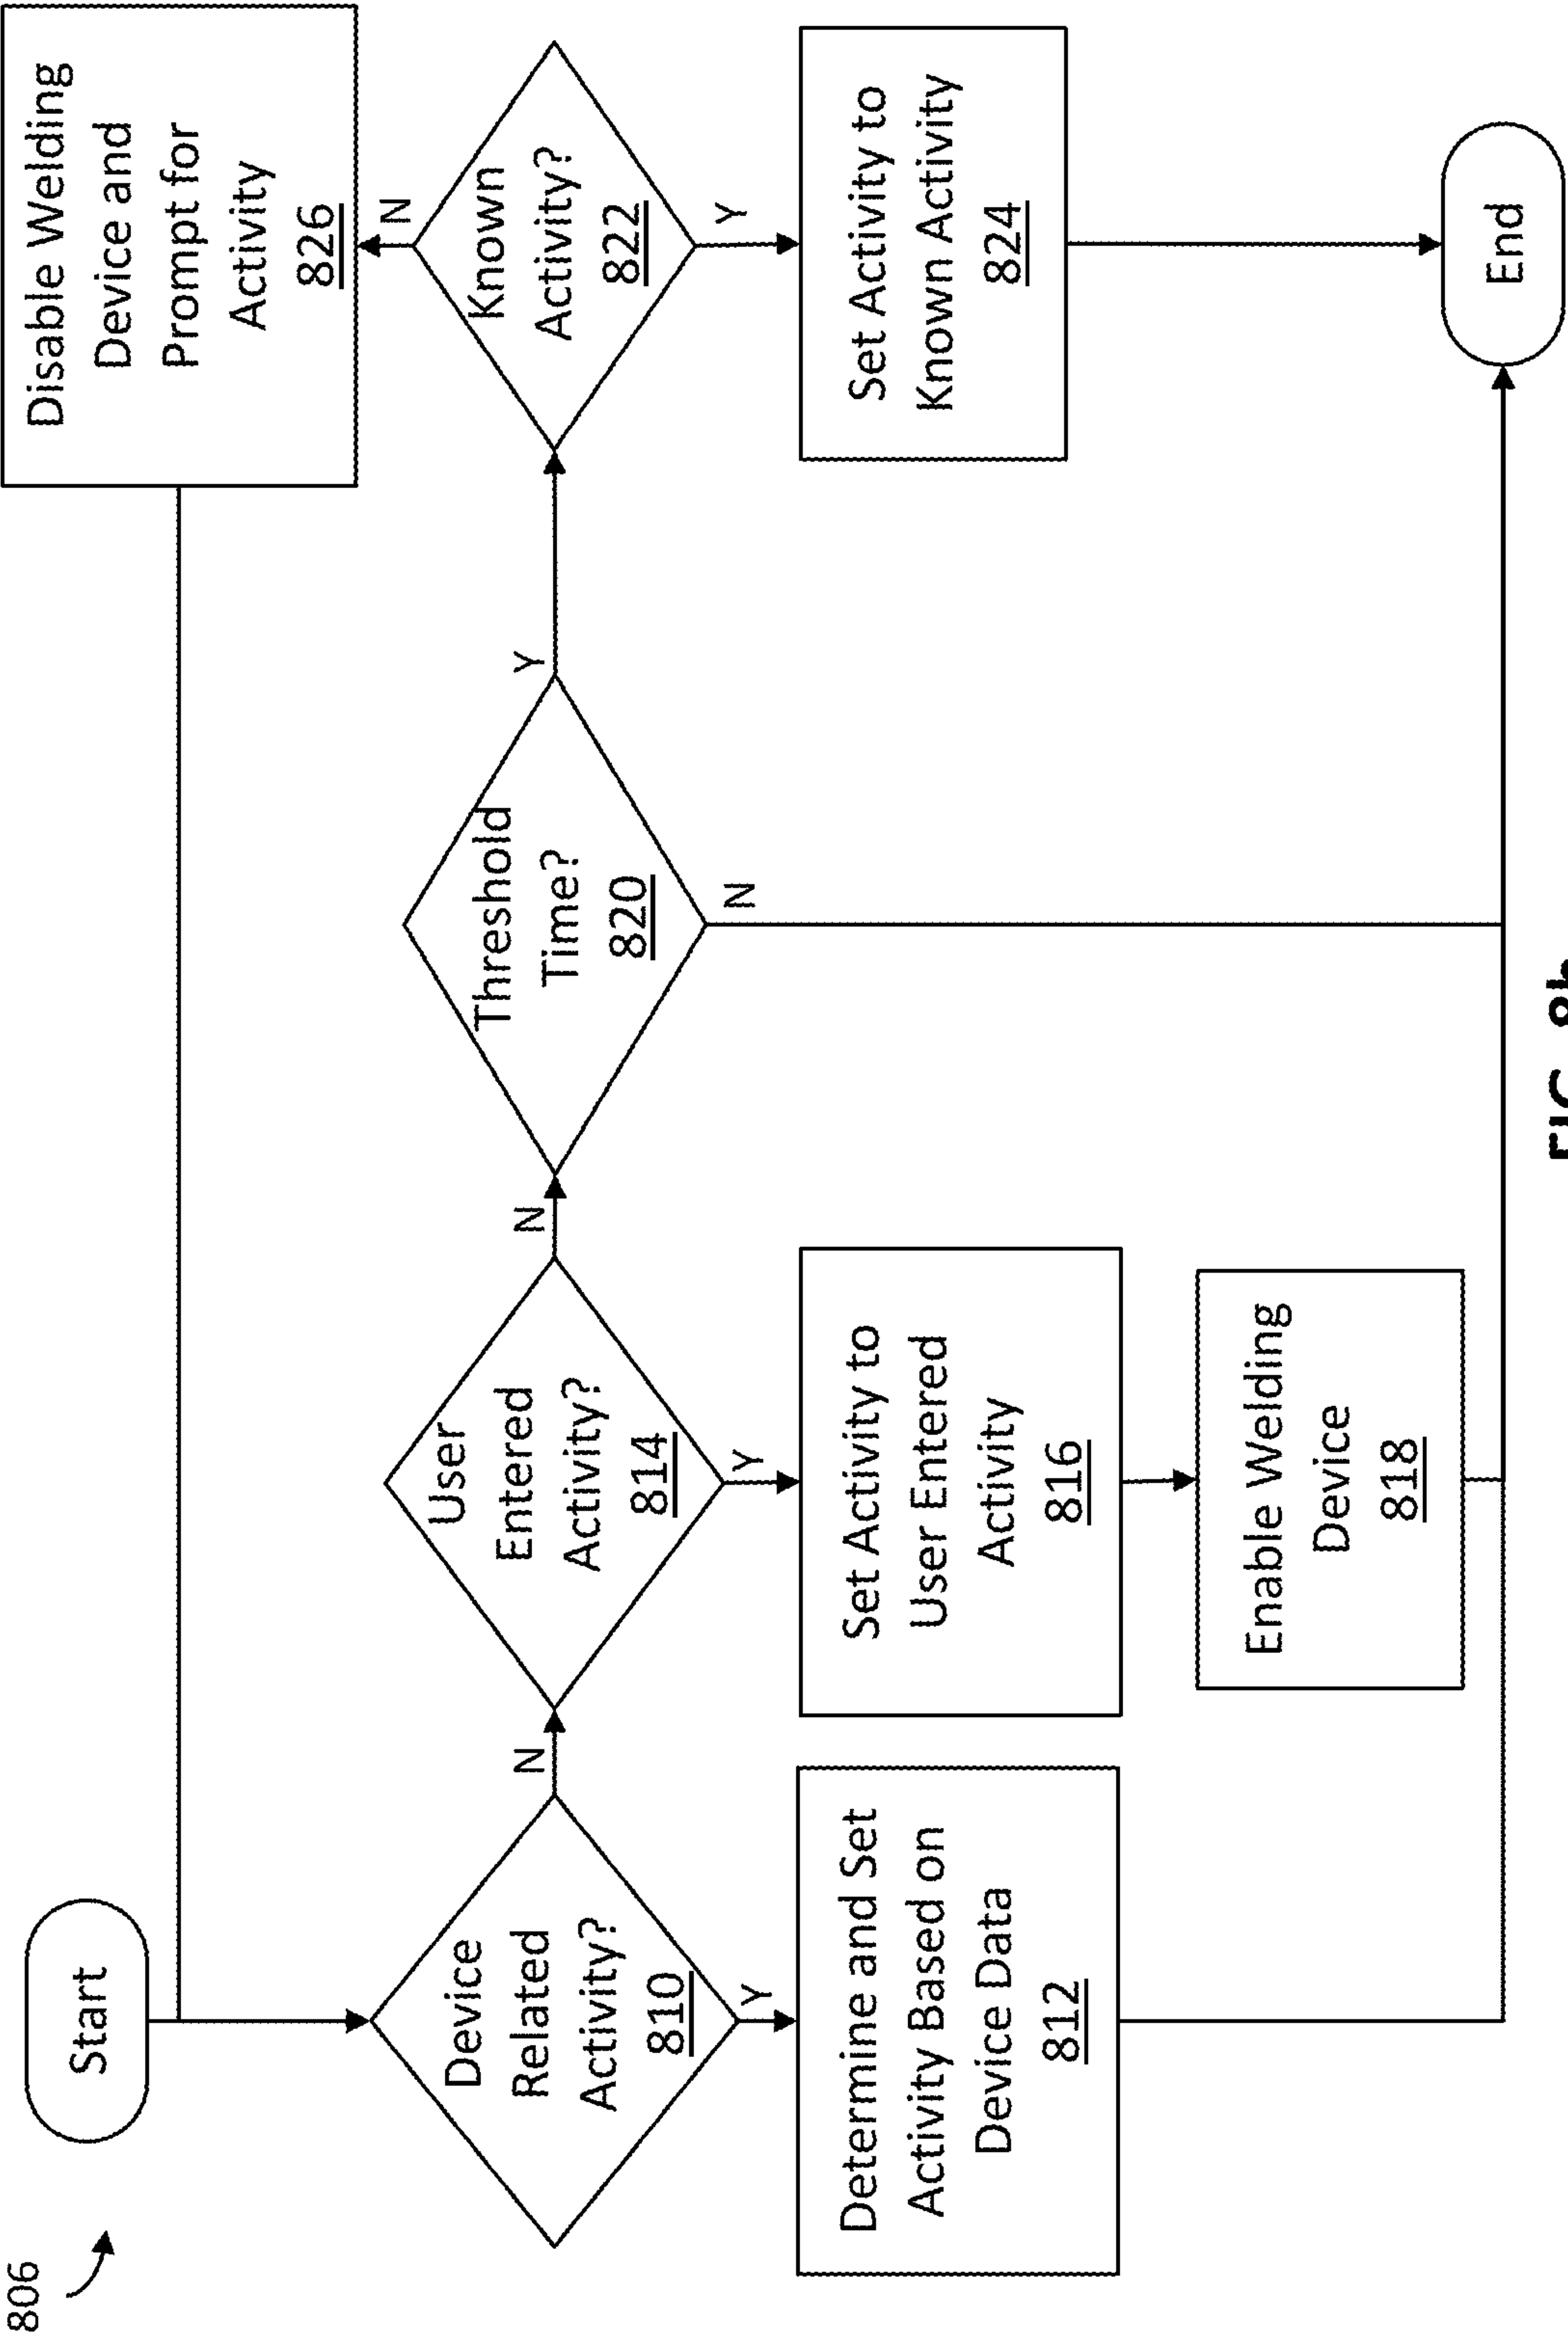 806
Start
Device
Related
Activity?
810
N
Y
Determine and Set
Activity Based on
Device Data
812
User
Entered
Activity?
814
N
Y
Set Activity to
User Entered
Activity
816
Enable Welding
Device
818
Threshold
Time?
820
Y
N
Known
Activity?
822
N
Y
Disable Welding
Device and
Prompt for
Activity
826
Set Activity to
Known Activity
824
End
FIG. 8b